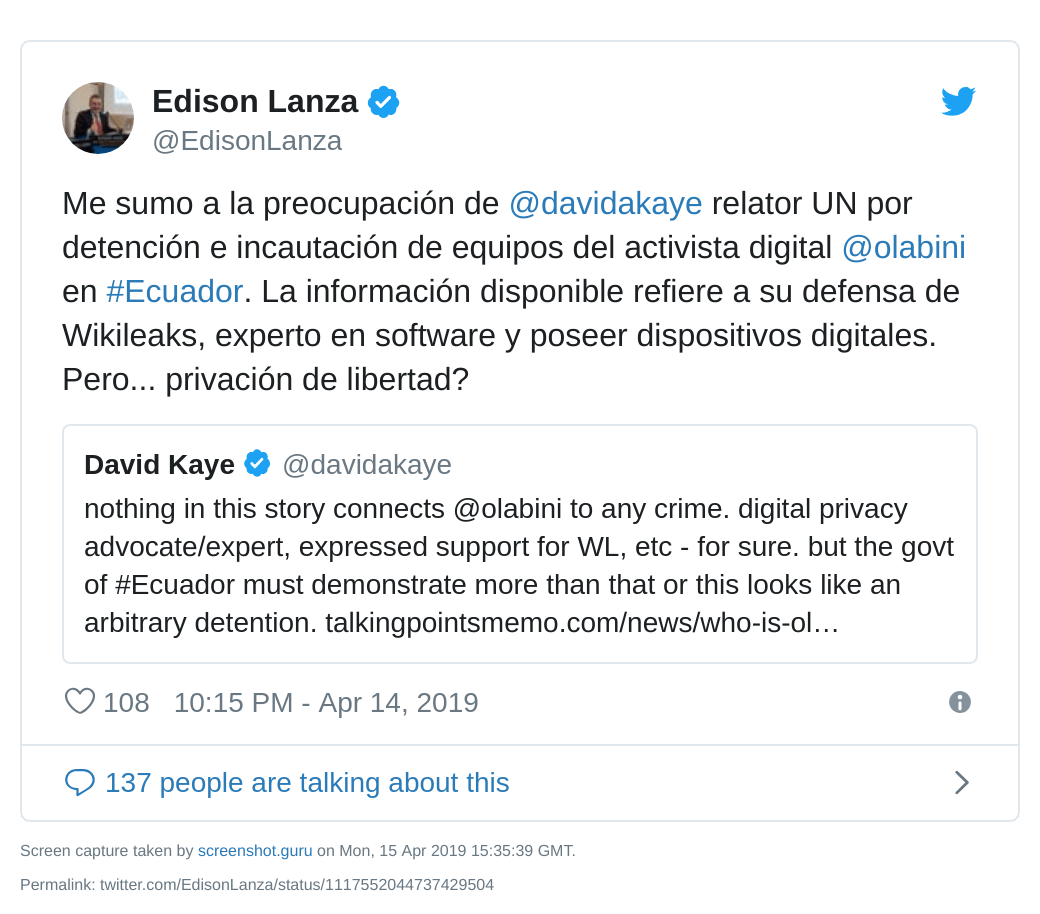 Edison Lanza
@EdisonLanza
Me sumo a la preocupación de @davidakaye relator UN por
detención e incautación de equipos del activista digital @olabini
en #Ecuador. La información disponible refiere a su defensa de
Wikileaks, experto en software y poseer dispositivos digitales.
Pero... privación de libertad?
David Kaye @davidakaye
nothing in this story connects @olabini to any crime. digital privacy
advocate/expert, expressed support for WL, etc - for sure. but the govt
of #Ecuador must demonstrate more than that or this looks like an
arbitrary detention. talkingpointsmemo.com/news/who-is-ol…
108 10:15 PM - Apr 14, 2019
137 people are talking about this
Screen capture taken by screenshot.guru on Mon, 15 Apr 2019 15:35:39 GMT.
Permalink: twitter.com/EdisonLanza/status/1117552044737429504